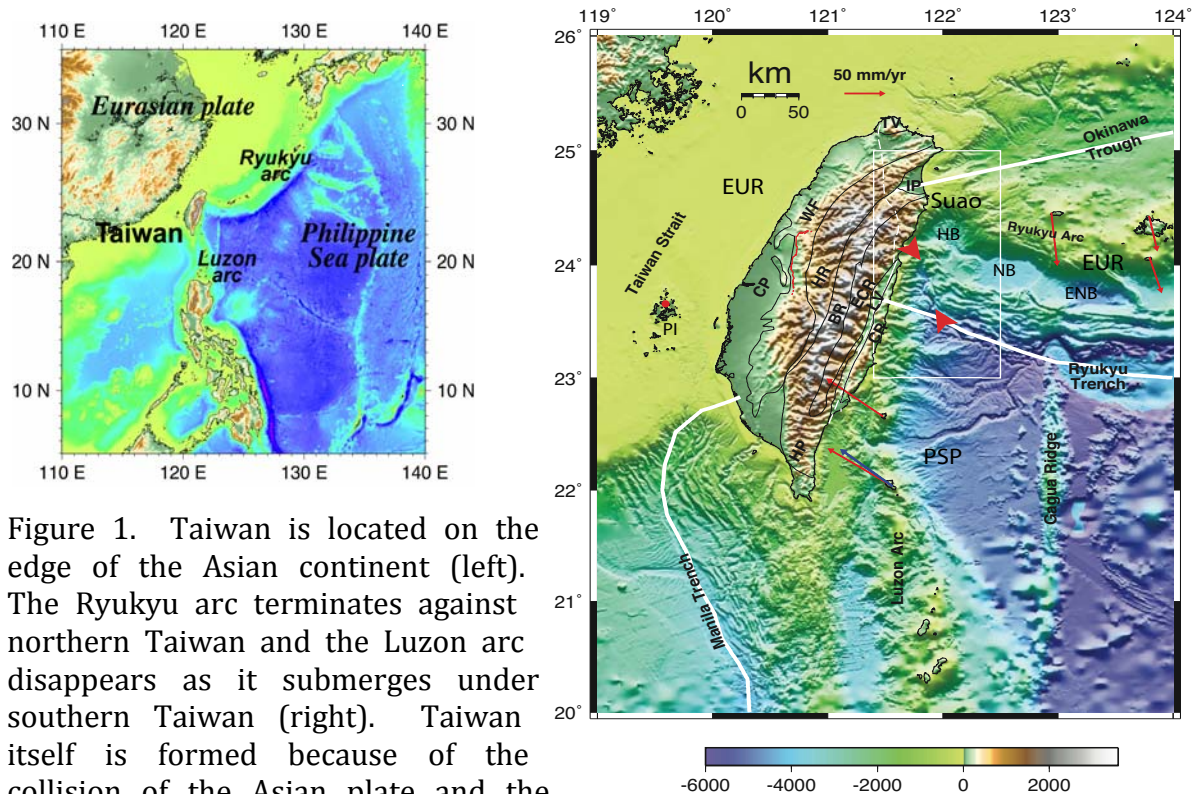 110 E 120 E 130 E 140 E
Eurasian plate
30 N 30 N
Ryukyu
arc
Taiwan
20 N 20 N
Luzon
arc
Philippine
Sea plate
10 N 10 N
110 E 120 E 130 E 140 E
Figure 1. Taiwan is located on the
edge of the Asian continent (left).
The Ryukyu arc terminates against
northern Taiwan and the Luzon arc
disappears as it submerges under
southern Taiwan (right). Taiwan
itself is formed because of the
collision of the Asian plate and the
119° 120° 121° 122° 123° 124°
26°
km
0 50
50 mm/yr
TV
Okinawa
Trough
25°
EUR
IP
Suao
WF
HB
Ryukyu Arc
Taiwan Strait
24°
EUR
NB
CP
HR
ENB
ECR
LV
BR
PI
CR
23°
Ryukyu
Trench
HP
PSP
22°
Gagua Ridge
Manila Trench
Luzon Arc
21°
20°
-6000 -4000 -2000 0 2000